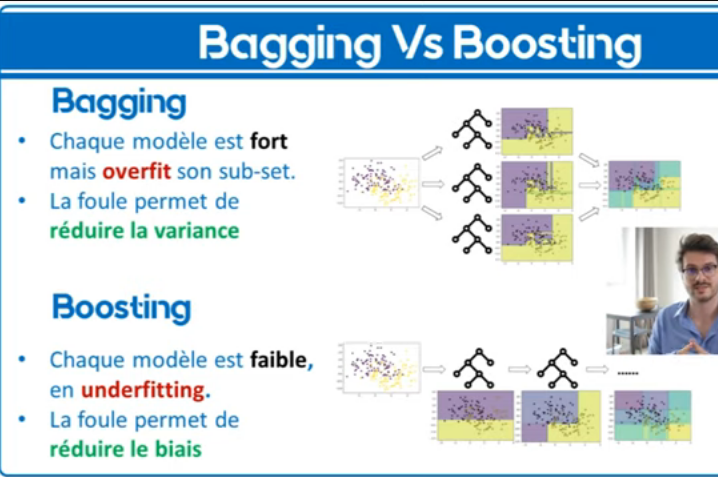 Bagging Vs Boosting
Bagging
• Chaque modèle est fort
mais overfit son sub-set.
• La foule permet de
réduire la variance
Boosting
• Chaque modèle est faible,
en underfitting.
• La foule permet de
réduire le biais
......